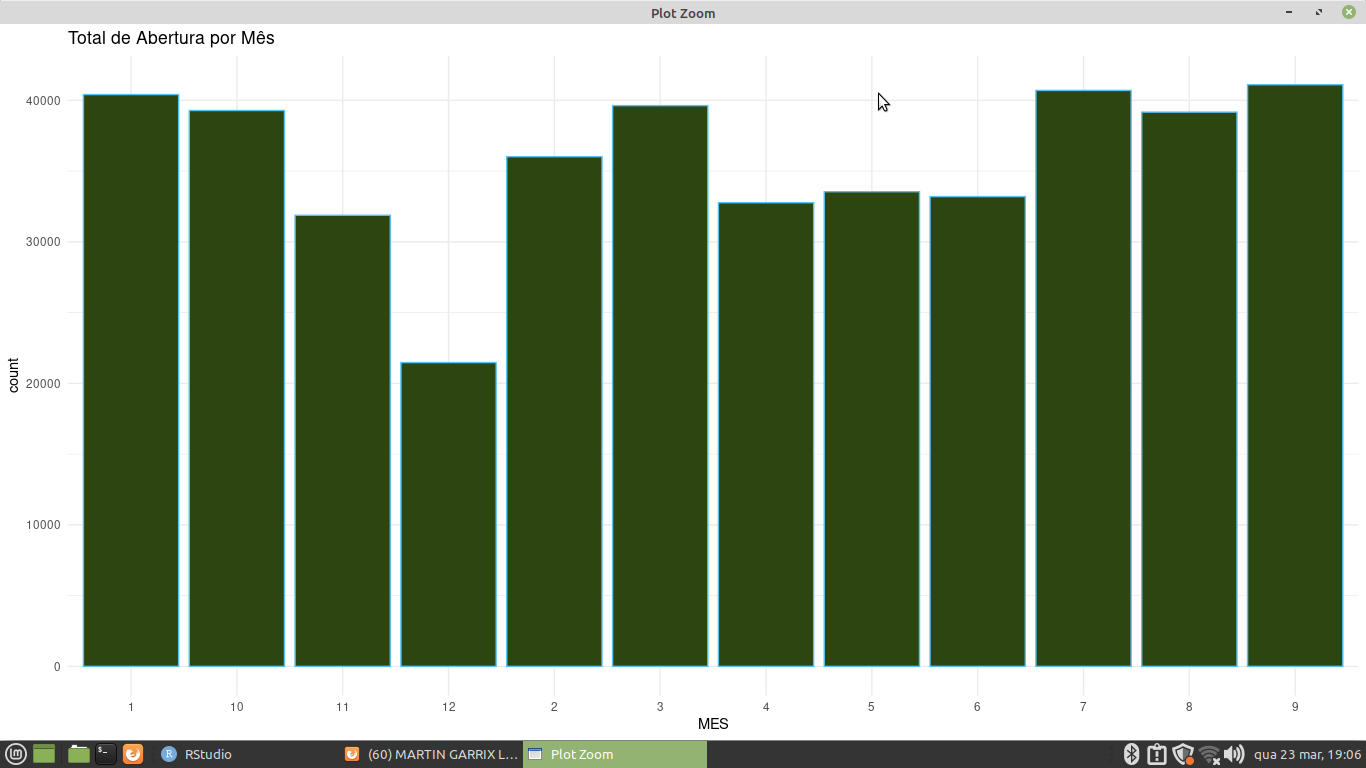 Plot Zoom
Total de Abertura por Mês
40000
30000
20000
10000
0
count
1 10 11 12 2 3 4 5 6 7 8 9
MES
RStudio (60) MARTIN GARRIX L... Plot Zoom qua 23 mar, 19:06